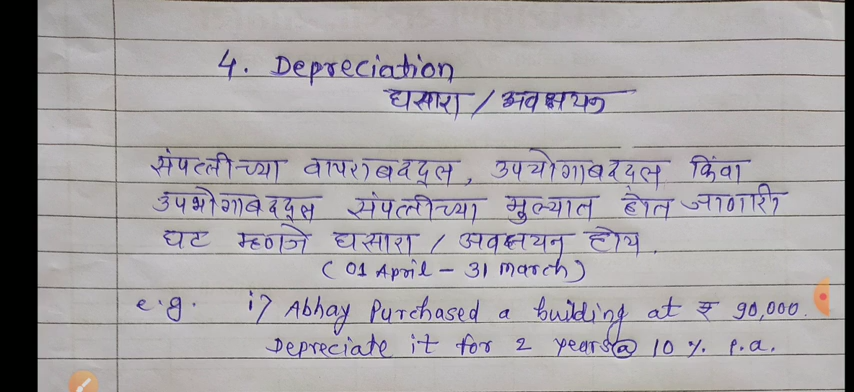 4. Depreciation
घसारा / अवक्षयन
संपत्तीच्या वापराबद्दल, उपयोगाबद्दल किंवा
उपभोगाबद्दल संपत्तीच्या मुल्यात होत जाणारी
घट म्हणजे घसारा / अवक्षयन होय.
(01 April - 31 march)
e.g. i) Abhay Purchased a building at ₹ 90,000.
Depreciate it for 2 years @ 10 %. p.a.